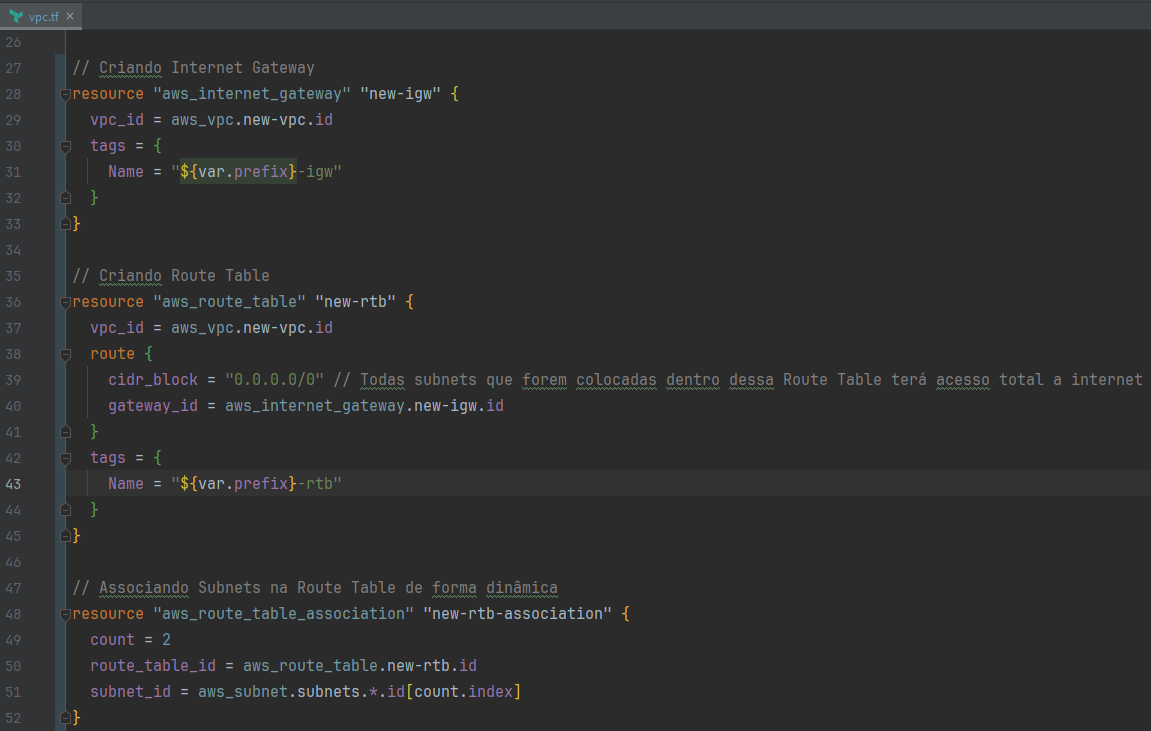 vpc.tf
26
27 // Criando Internet Gateway
28 resource "aws_internet_gateway" "new-igw" {
29   vpc_id = aws_vpc.new-vpc.id
30   tags = {
31     Name = "${var.prefix}-igw"
32   }
33 }
34
35 // Criando Route Table
36 resource "aws_route_table" "new-rtb" {
37   vpc_id = aws_vpc.new-vpc.id
38   route {
39     cidr_block = "0.0.0.0/0" // Todas subnets que forem colocadas dentro dessa Route Table terá acesso total a internet
40     gateway_id = aws_internet_gateway.new-igw.id
41   }
42   tags = {
43     Name = "${var.prefix}-rtb"
44   }
45 }
46
47 // Associando Subnets na Route Table de forma dinâmica
48 resource "aws_route_table_association" "new-rtb-association" {
49   count = 2
50   route_table_id = aws_route_table.new-rtb.id
51   subnet_id = aws_subnet.subnets.*.id[count.index]
52 }